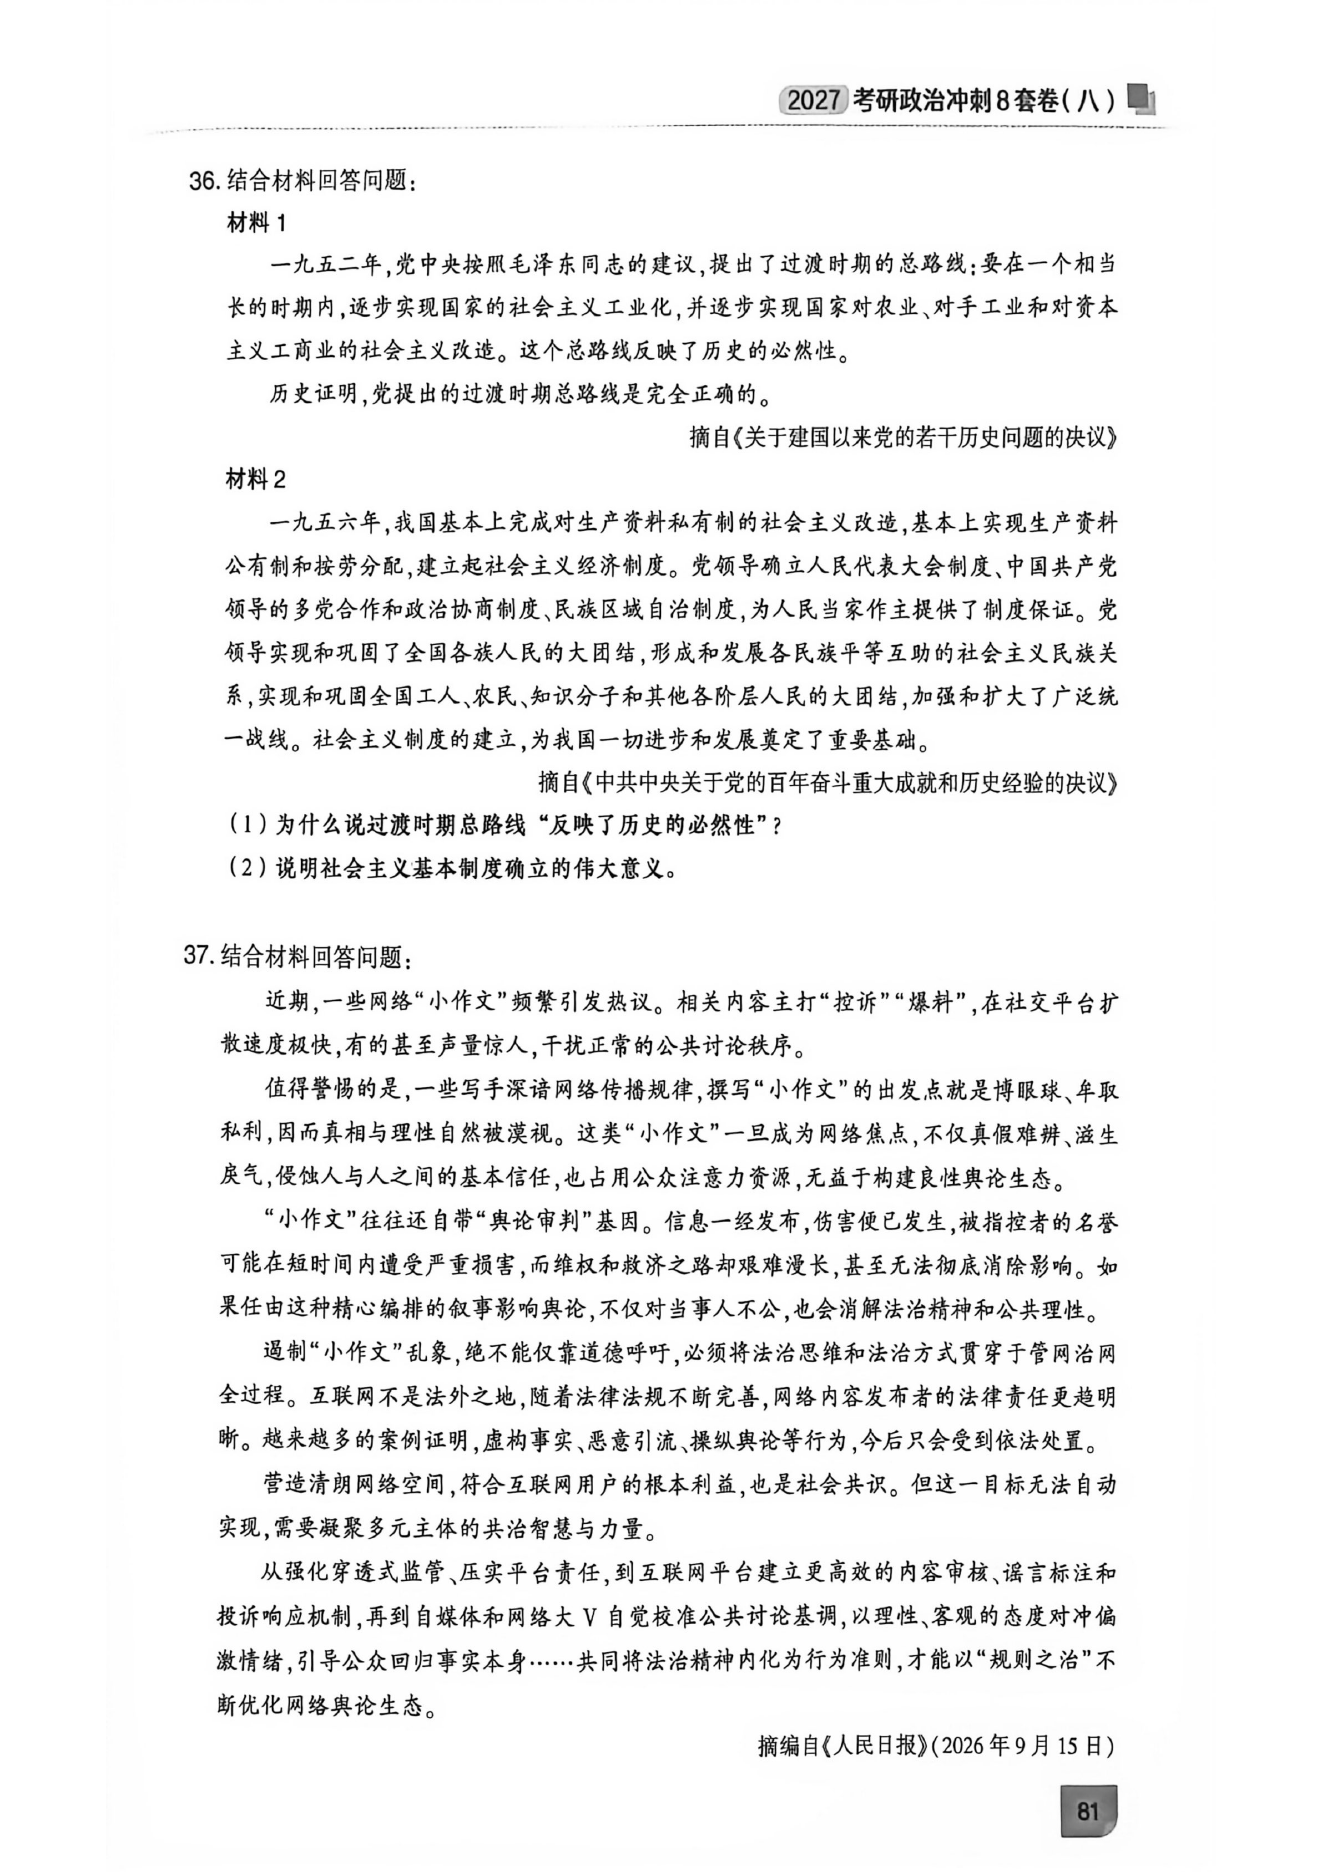 2027 考研政治冲刺8套卷（八）
36. 结合材料回答问题：
材料1
一九五二年，党中央按照毛泽东同志的建议，提出了过渡时期的总路线：要在一个相当
长的时期内，逐步实现国家的社会主义工业化，并逐步实现国家对农业、对手工业和对资本
主义工商业的社会主义改造。这个总路线反映了历史的必然性。
历史证明，党提出的过渡时期总路线是完全正确的。
摘自《关于建国以来党的若干历史问题的决议》
材料2
一九五六年，我国基本上完成对生产资料私有制的社会主义改造，基本上实现生产资料
公有制和按劳分配，建立起社会主义经济制度。党领导确立人民代表大会制度、中国共产党
领导的多党合作和政治协商制度、民族区域自治制度，为人民当家作主提供了制度保证。党
领导实现和巩固了全国各族人民的大团结，形成和发展各民族平等互助的社会主义民族关
系，实现和巩固全国工人、农民、知识分子和其他各阶层人民的大团结，加强和扩大了广泛统
一战线。社会主义制度的建立，为我国一切进步和发展奠定了重要基础。
摘自《中共中央关于党的百年奋斗重大成就和历史经验的决议》
（1）为什么说过渡时期总路线“反映了历史的必然性”？
（2）说明社会主义基本制度确立的伟大意义。
37. 结合材料回答问题：
近期，一些网络“小作文”频繁引发热议。相关内容主打“控诉”“爆料”，在社交平台扩
散速度极快，有的甚至声量惊人，干扰正常的公共讨论秩序。
值得警惕的是，一些写手深谙网络传播规律，撰写“小作文”的出发点就是博眼球、牟取
私利，因而真相与理性自然被漠视。这类“小作文”一旦成为网络焦点，不仅真假难辨、滋生
戾气，侵蚀人与人之间的基本信任，也占用公众注意力资源，无益于构建良性舆论生态。
“小作文”往往还自带“舆论审判”基因。信息一经发布，伤害便已发生，被指控者的名誉
可能在短时间内遭受严重损害，而维权和救济之路却艰难漫长，甚至无法彻底消除影响。如
果任由这种精心编排的叙事影响舆论，不仅对当事人不公，也会消解法治精神和公共理性。
遏制“小作文”乱象，绝不能仅靠道德呼吁，必须将法治思维和法治方式贯穿于管网治网
全过程。互联网不是法外之地，随着法律法规不断完善，网络内容发布者的法律责任更趋明
晰。越来越多的案例证明，虚构事实、恶意引流、操纵舆论等行为，今后只会受到依法处置。
营造清朗网络空间，符合互联网用户的根本利益，也是社会共识。但这一目标无法自动
实现，需要凝聚多元主体的共治智慧与力量。
从强化穿透式监管、压实平台责任，到互联网平台建立更高效的内容审核、谣言标注和
投诉响应机制，再到自媒体和网络大 V 自觉校准公共讨论基调，以理性、客观的态度对冲偏
激情绪，引导公众回归事实本身……共同将法治精神内化为行为准则，才能以“规则之治”不
断优化网络舆论生态。
摘编自《人民日报》（2026年9月15日）
81